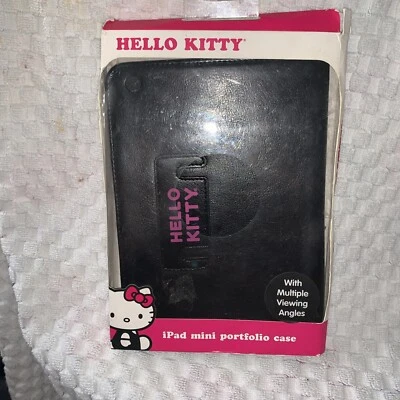 HELLO KITTY
HELLO
KITTY
With
Multiple
Viewing
Angles
iPad mini portfolio case